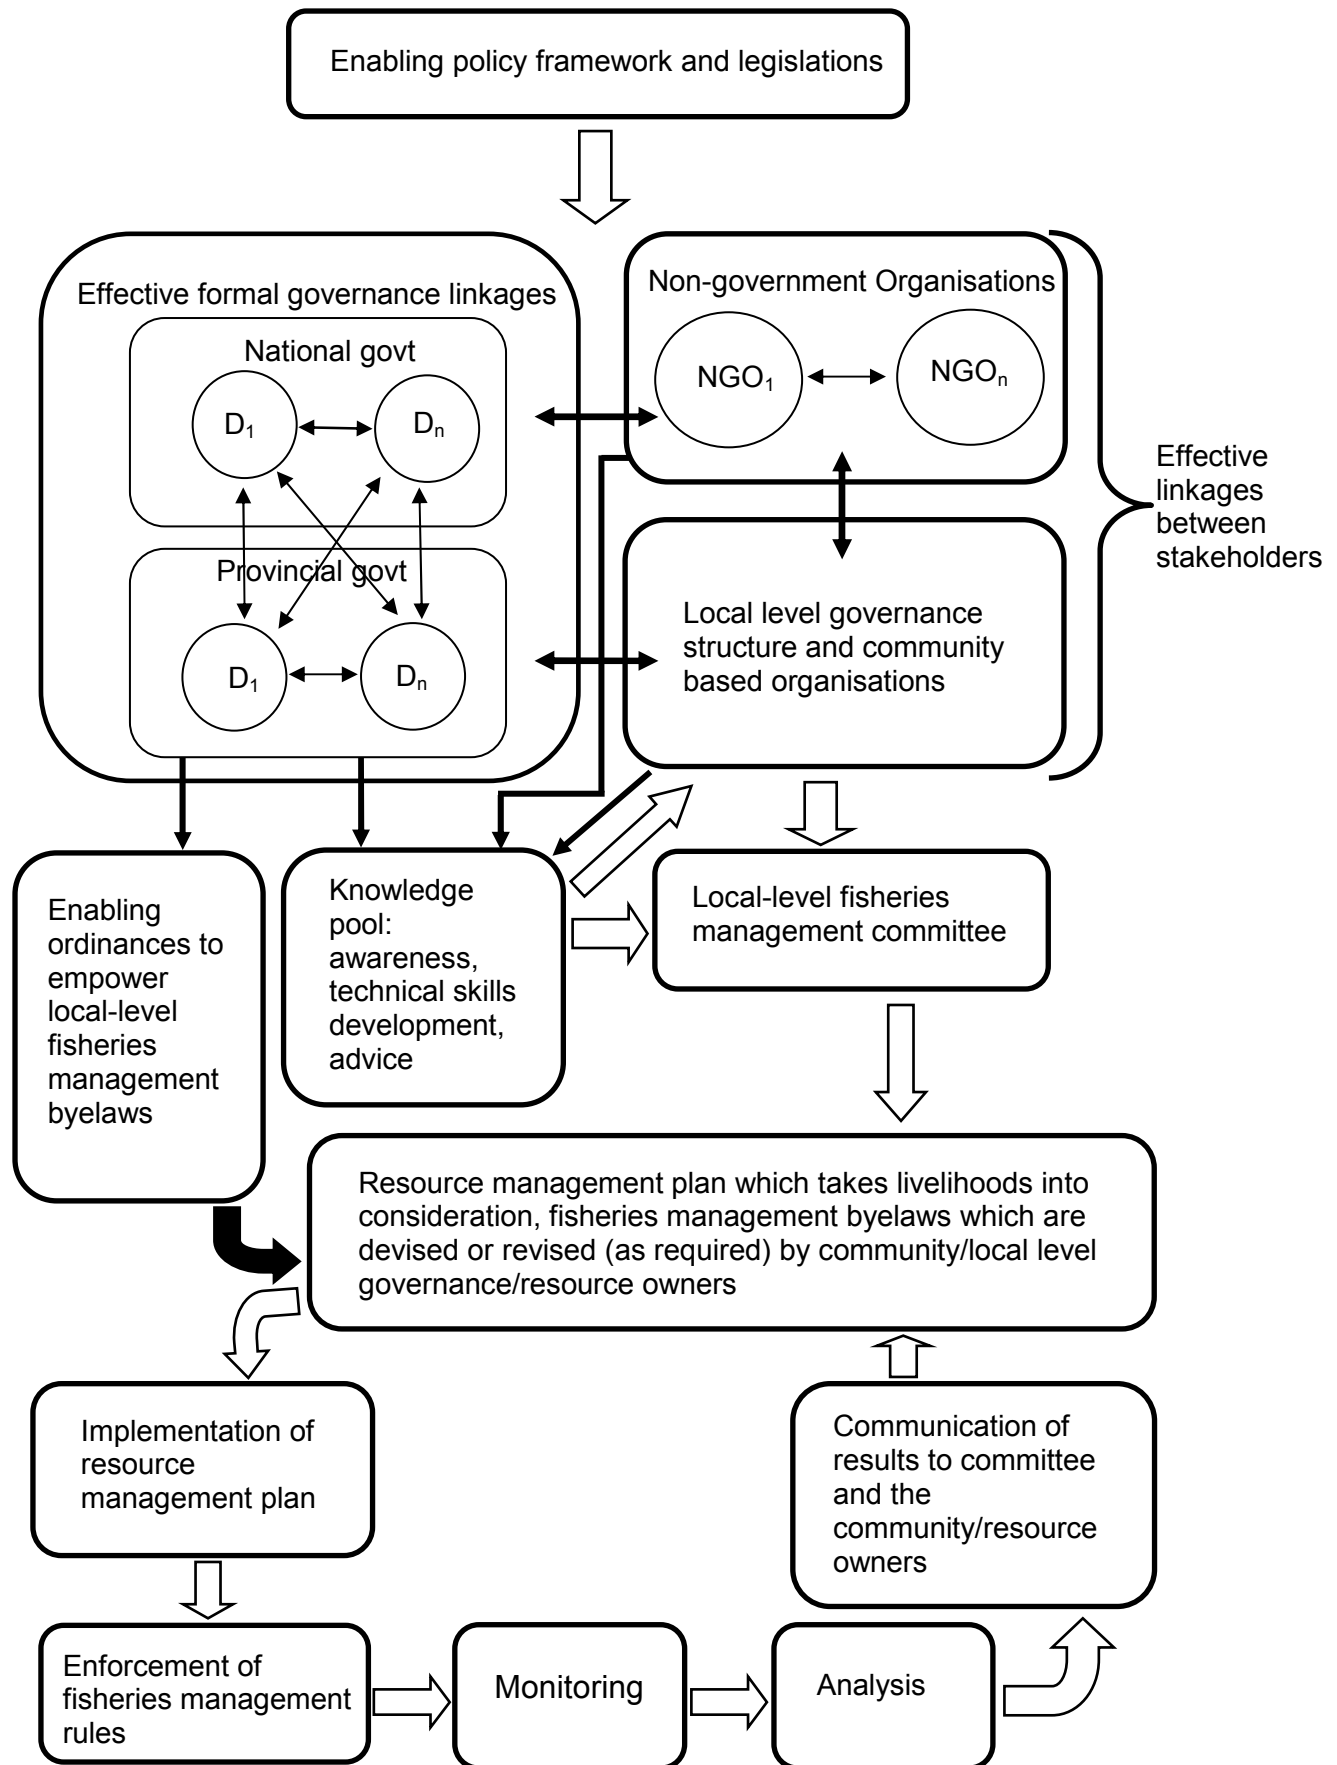 Enabling policy framework and legislations
Effective formal governance linkages
National govt
D1
Dn
Provincial govt
D1
Dn
Non-government Organisations
NGO1
NGOn
Local level governance
structure and community
based organisations
Effective
linkages
between
stakeholders
Enabling
ordinances to
empower
local-level
fisheries
management
byelaws
Knowledge
pool:
awareness,
technical skills
development,
advice
Local-level fisheries
management committee
Resource management plan which takes livelihoods into
consideration, fisheries management byelaws which are
devised or revised (as required) by community/local level
governance/resource owners
Implementation of
resource
management plan
Enforcement of
fisheries management
rules
Monitoring
Analysis
Communication of
results to committee
and the
community/resource
owners